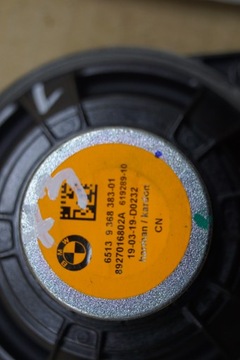 6513 9 368 383-01
8927016802A 619289-10
19-03-19-D0232
harman / kardon
CN